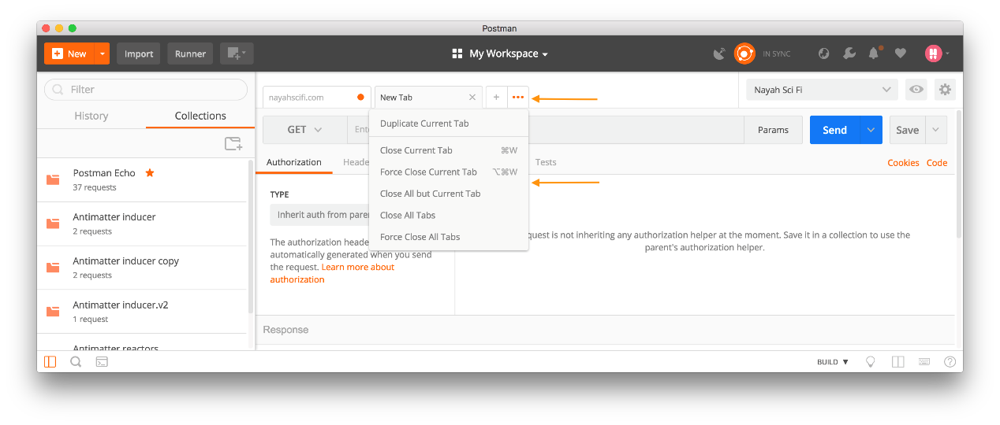 Postman
New
Import
Runner
My Workspace
IN SYNC
Filter
History
Collections
Postman Echo
37 requests
Antimatter inducer
2 requests
Antimatter inducer copy
2 requests
Antimatter inducer.v2
1 request
Antimatter reactors
nayahscifi.com
New Tab
Nayah Sci Fi
GET
Ente
Params
Send
Save
Authorization
Heade
Tests
Cookies
Code
Duplicate Current Tab
Close Current Tab ⌘W
Force Close Current Tab ⌥⌘W
Close All but Current Tab
Close All Tabs
Force Close All Tabs
TYPE
Inherit auth from paren
The authorization heade
automatically generated when you send
the request. Learn more about
authorization
quest is not inheriting any authorization helper at the moment. Save it in a collection to use the
parent's authorization helper.
Response
BUILD